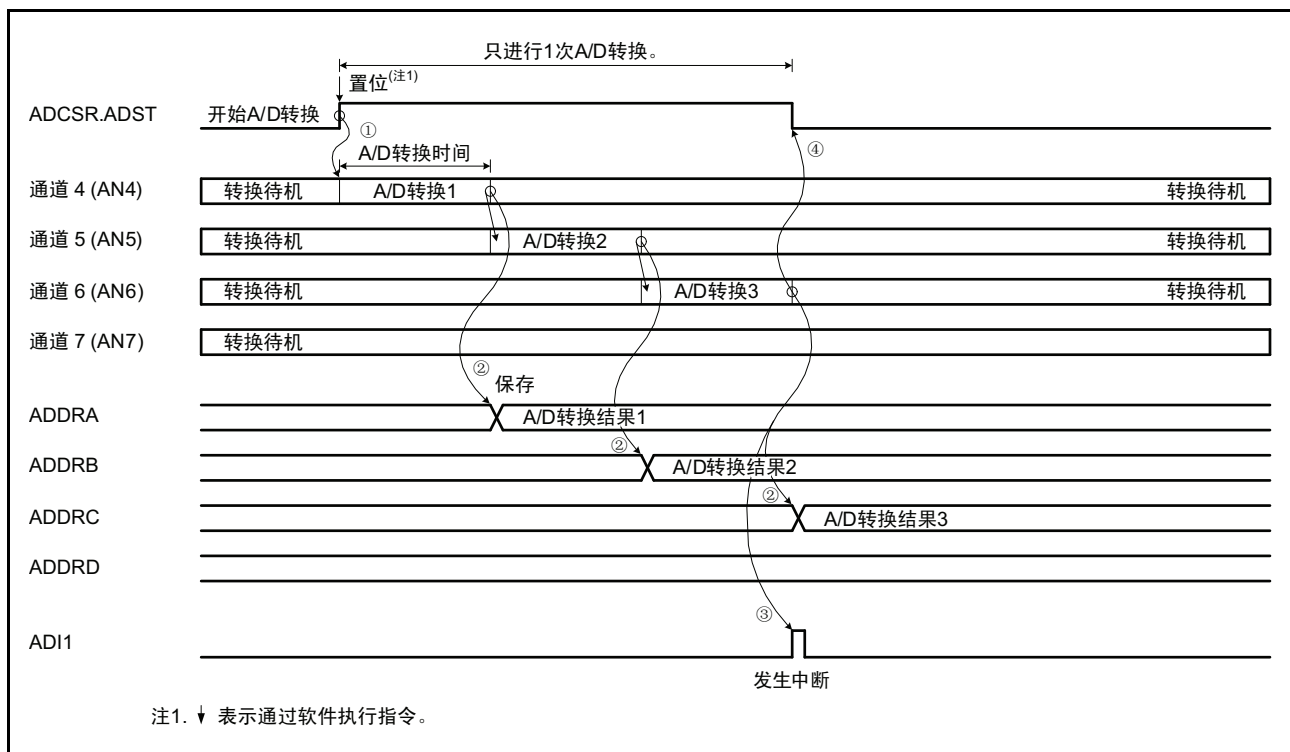 只进行1次A/D转换。
置位(注1)
ADCSR.ADST 开始A/D转换
① ④
A/D转换时间
通道 4 (AN4) 转换待机 A/D转换1 转换待机
通道 5 (AN5) 转换待机 A/D转换2 转换待机
通道 6 (AN6) 转换待机 A/D转换3 转换待机
通道 7 (AN7) 转换待机
② 保存
ADDRA A/D转换结果1
②
ADDRB A/D转换结果2
②
ADDRC A/D转换结果3
ADDRD
③
ADI1
发生中断
注1. 表示通过软件执行指令。